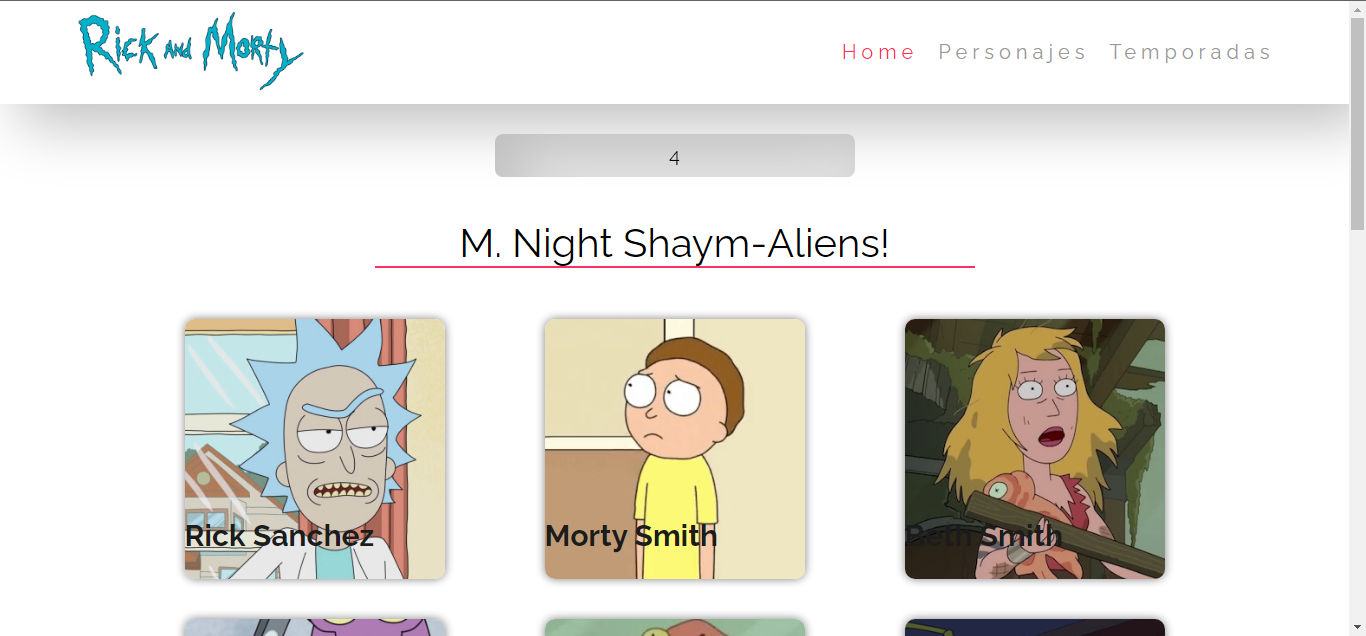 Rick and Morty
Home Personajes Temporadas
4
M. Night Shaym-Aliens!
Rick Sanchez Morty Smith Beth Smith